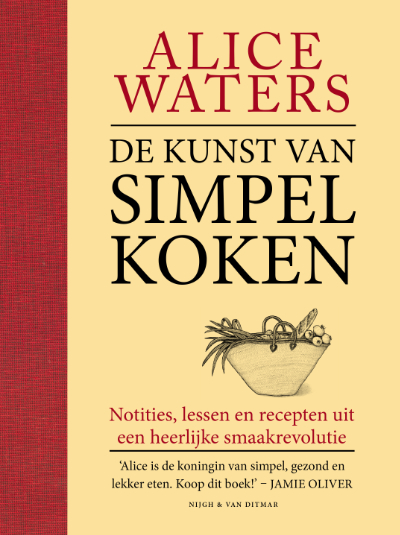 ALICE
WATERS
DE KUNST VAN
SIMPEL
KOKEN
Notities, lessen en recepten uit
een heerlijke smaakrevolutie
‘Alice is de koningin van simpel, gezond en
lekker eten. Koop dit boek!’ – JAMIE OLIVER
NIJGH & VAN DITMAR